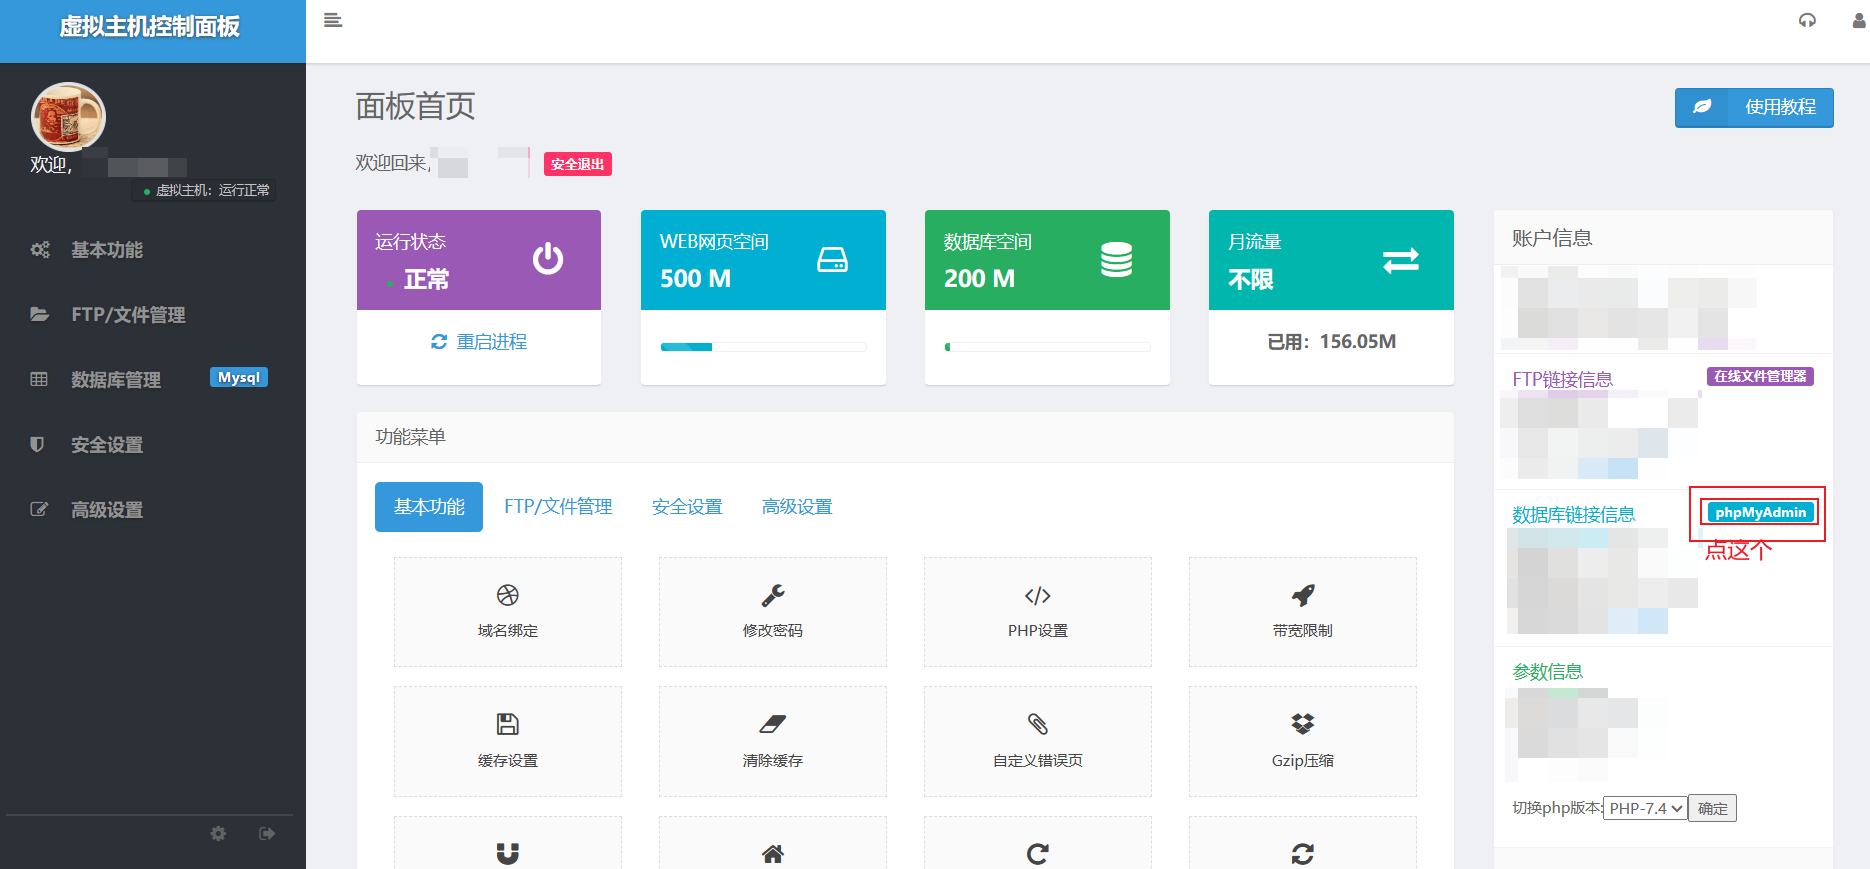 虚拟主机控制面板
欢迎，
虚拟主机：运行正常
基本功能
FTP/文件管理
数据库管理 Mysql
安全设置
高级设置
面板首页
使用教程
欢迎回来,
安全退出
运行状态
正常
重启进程
WEB网页空间
500 M
数据库空间
200 M
月流量
不限
已用：156.05M
功能菜单
基本功能 FTP/文件管理 安全设置 高级设置
域名绑定 修改密码 PHP设置 带宽限制
缓存设置 清除缓存 自定义错误页 Gzip压缩
账户信息
FTP链接信息 在线文件管理器
数据库链接信息 phpMyAdmin
点这个
参数信息
切换php版本: PHP-7.4 确定